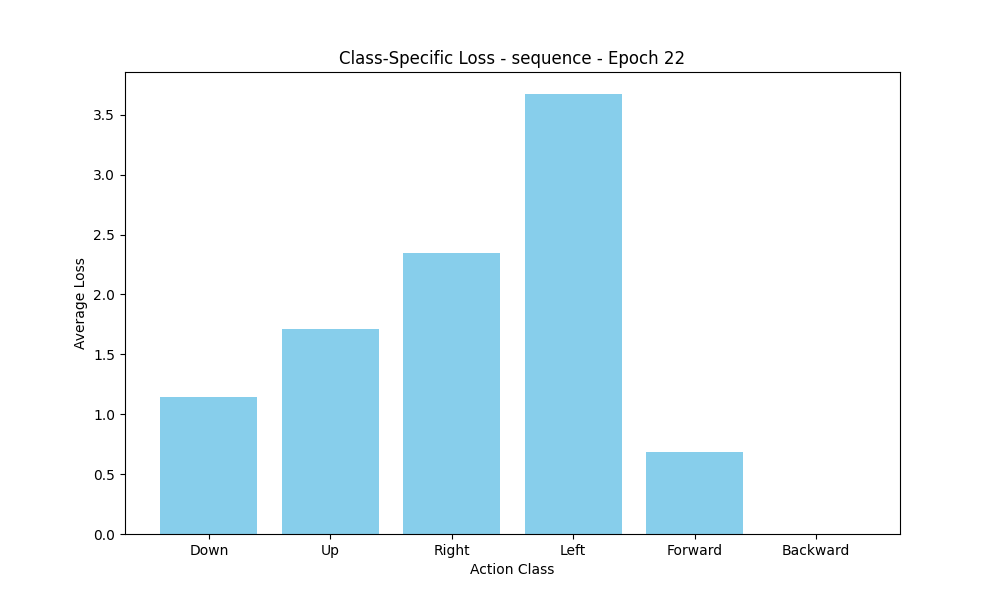 Class-Specific Loss - sequence - Epoch 22
Average Loss
3.5
3.0
2.5
2.0
1.5
1.0
0.5
0.0
Down Up Right Left Forward Backward
Action Class